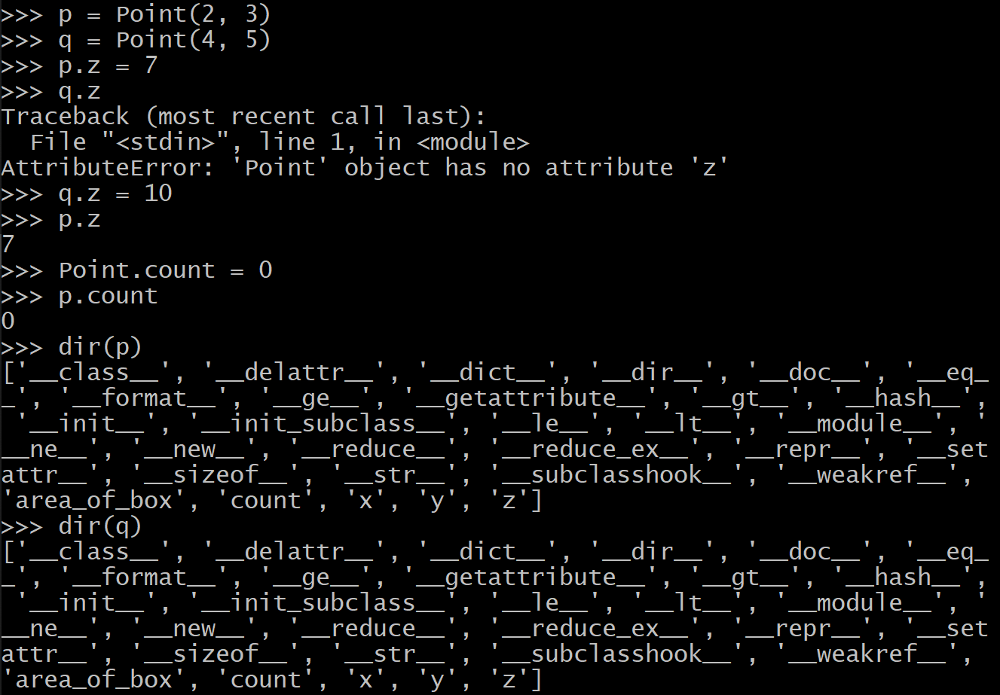 >>> p = Point(2, 3)
>>> q = Point(4, 5)
>>> p.z = 7
>>> q.z
Traceback (most recent call last):
  File "<stdin>", line 1, in <module>
AttributeError: 'Point' object has no attribute 'z'
>>> q.z = 10
>>> p.z
7
>>> Point.count = 0
>>> p.count
0
>>> dir(p)
['__class__', '__delattr__', '__dict__', '__dir__', '__doc__', '__eq_
_', '__format__', '__ge__', '__getattribute__', '__gt__', '__hash__',
 '__init__', '__init_subclass__', '__le__', '__lt__', '__module__', '
__ne__', '__new__', '__reduce__', '__reduce_ex__', '__repr__', '__set
attr__', '__sizeof__', '__str__', '__subclasshook__', '__weakref__',
'area_of_box', 'count', 'x', 'y', 'z']
>>> dir(q)
['__class__', '__delattr__', '__dict__', '__dir__', '__doc__', '__eq_
_', '__format__', '__ge__', '__getattribute__', '__gt__', '__hash__',
 '__init__', '__init_subclass__', '__le__', '__lt__', '__module__', '
__ne__', '__new__', '__reduce__', '__reduce_ex__', '__repr__', '__set
attr__', '__sizeof__', '__str__', '__subclasshook__', '__weakref__',
'area_of_box', 'count', 'x', 'y', 'z']